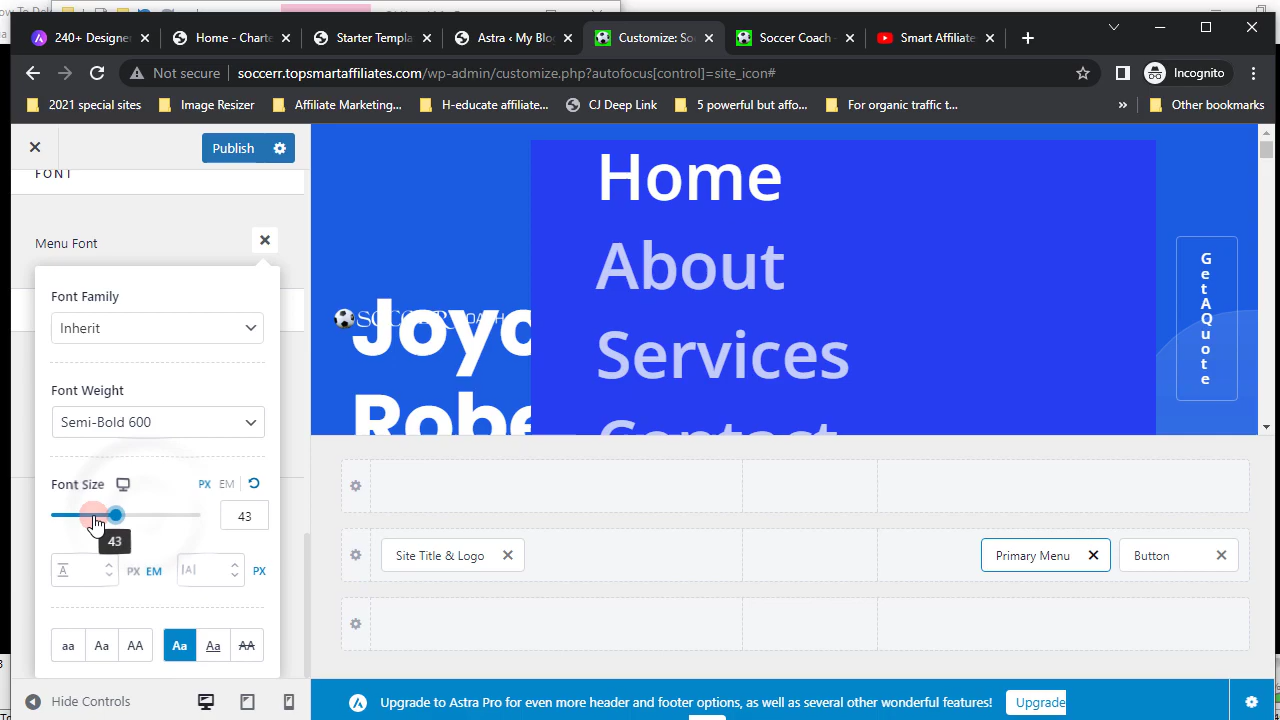 240+ Designer
Home - Charte
Starter Templa
Astra ‹ My Blo
Customize: So
Soccer Coach -
Smart Affiliate
Not secure
soccerr.topsmartaffiliates.com/wp-admin/customize.php?autofocus[control]=site_icon#
Incognito
2021 special sites
Image Resizer
Affiliate Marketing...
H-educate affiliate...
CJ Deep Link
5 powerful but affo...
For organic traffic t...
»
Other bookmarks
Publish
FONT
Menu Font
Font Family
Inherit
Font Weight
Semi-Bold 600
Font Size
PX
EM
43
43
PX
EM
PX
aa
Aa
AA
Aa
Aa
AA
Hide Controls
Home
About
Services
Contact
Joyc
Robe
Get A Quote
Site Title & Logo
Primary Menu
Button
Upgrade to Astra Pro for even more header and footer options, as well as several other wonderful features!
Upgrade